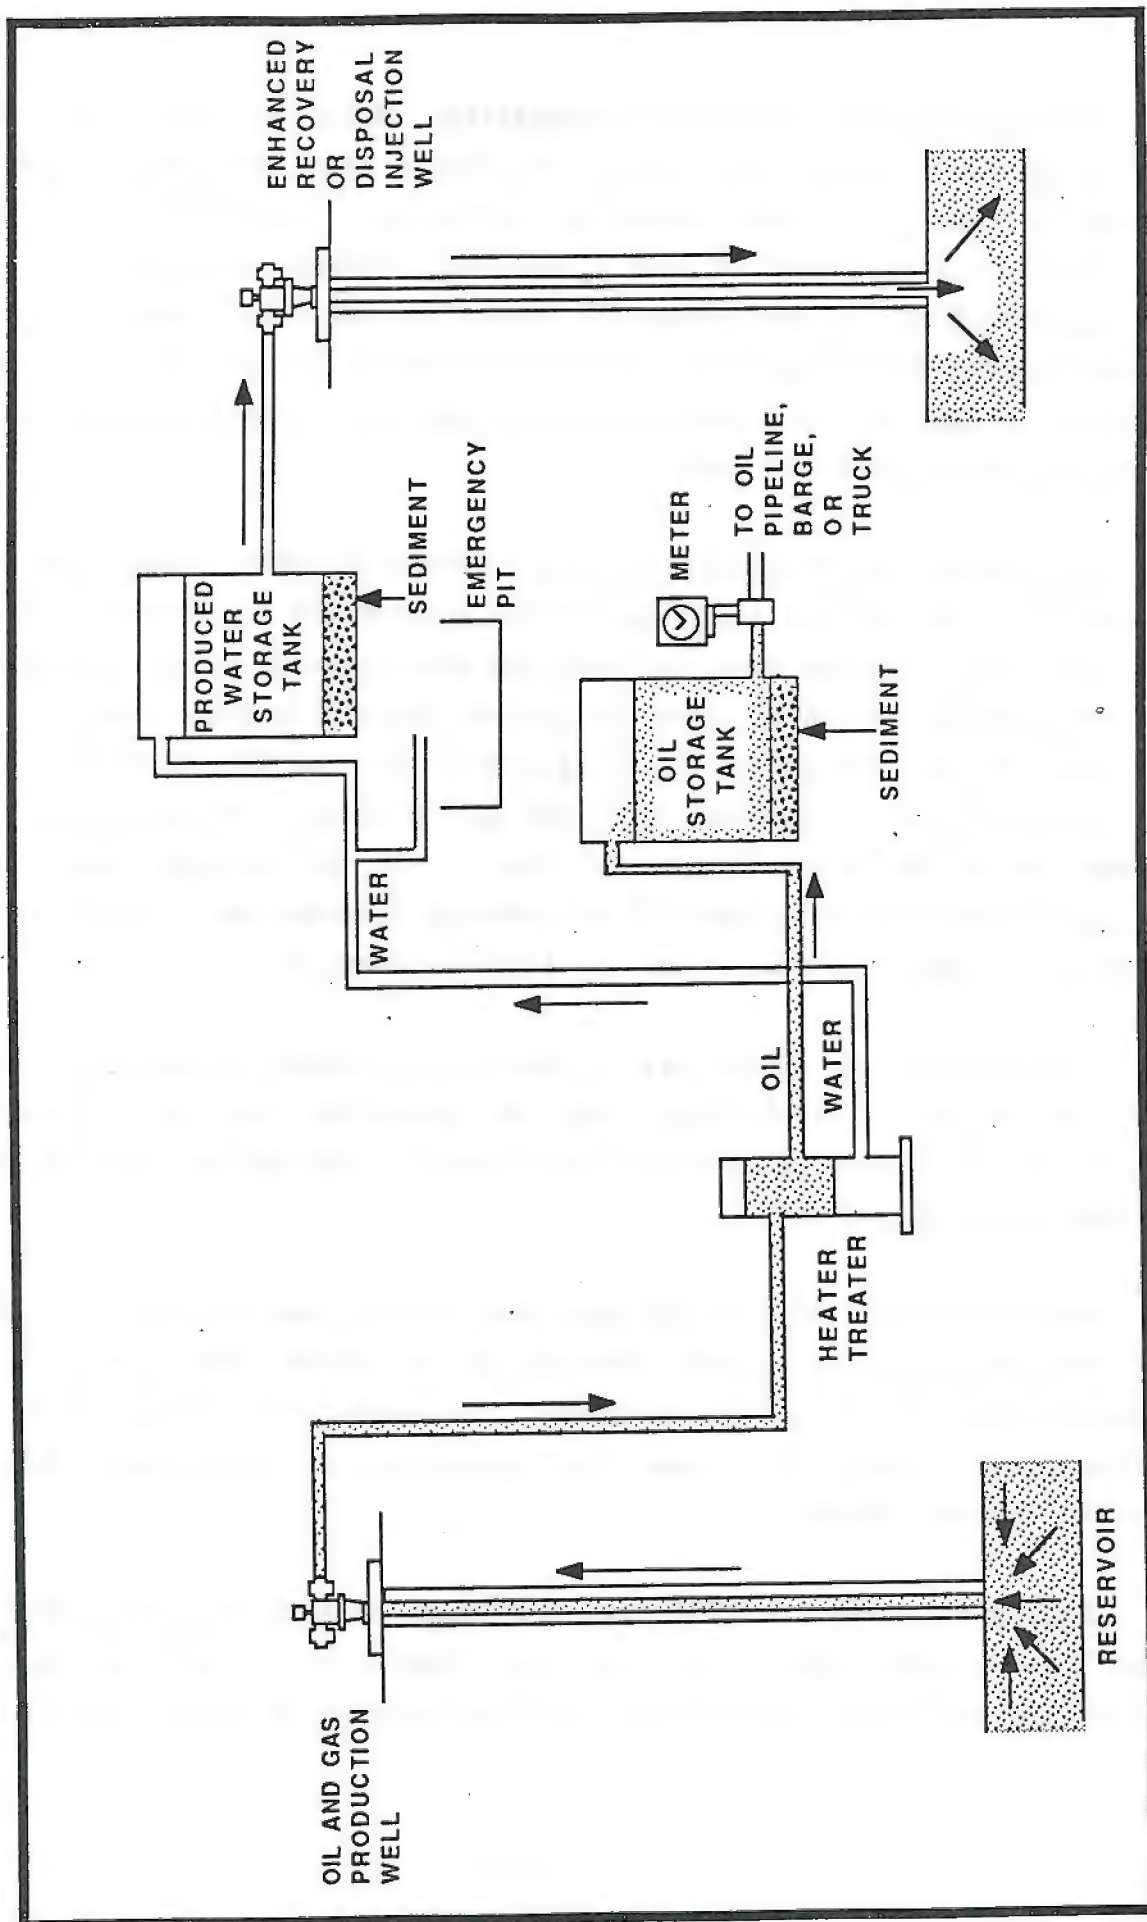 OIL AND GAS
PRODUCTION
WELL
RESERVOIR
HEATER
TREATER
OIL
WATER
WATER
PRODUCED
WATER
STORAGE
TANK
SEDIMENT
EMERGENCY
PIT
OIL
STORAGE
TANK
SEDIMENT
METER
TO OIL
PIPELINE,
BARGE,
OR
TRUCK
ENHANCED
RECOVERY
OR
DISPOSAL
INJECTION
WELL